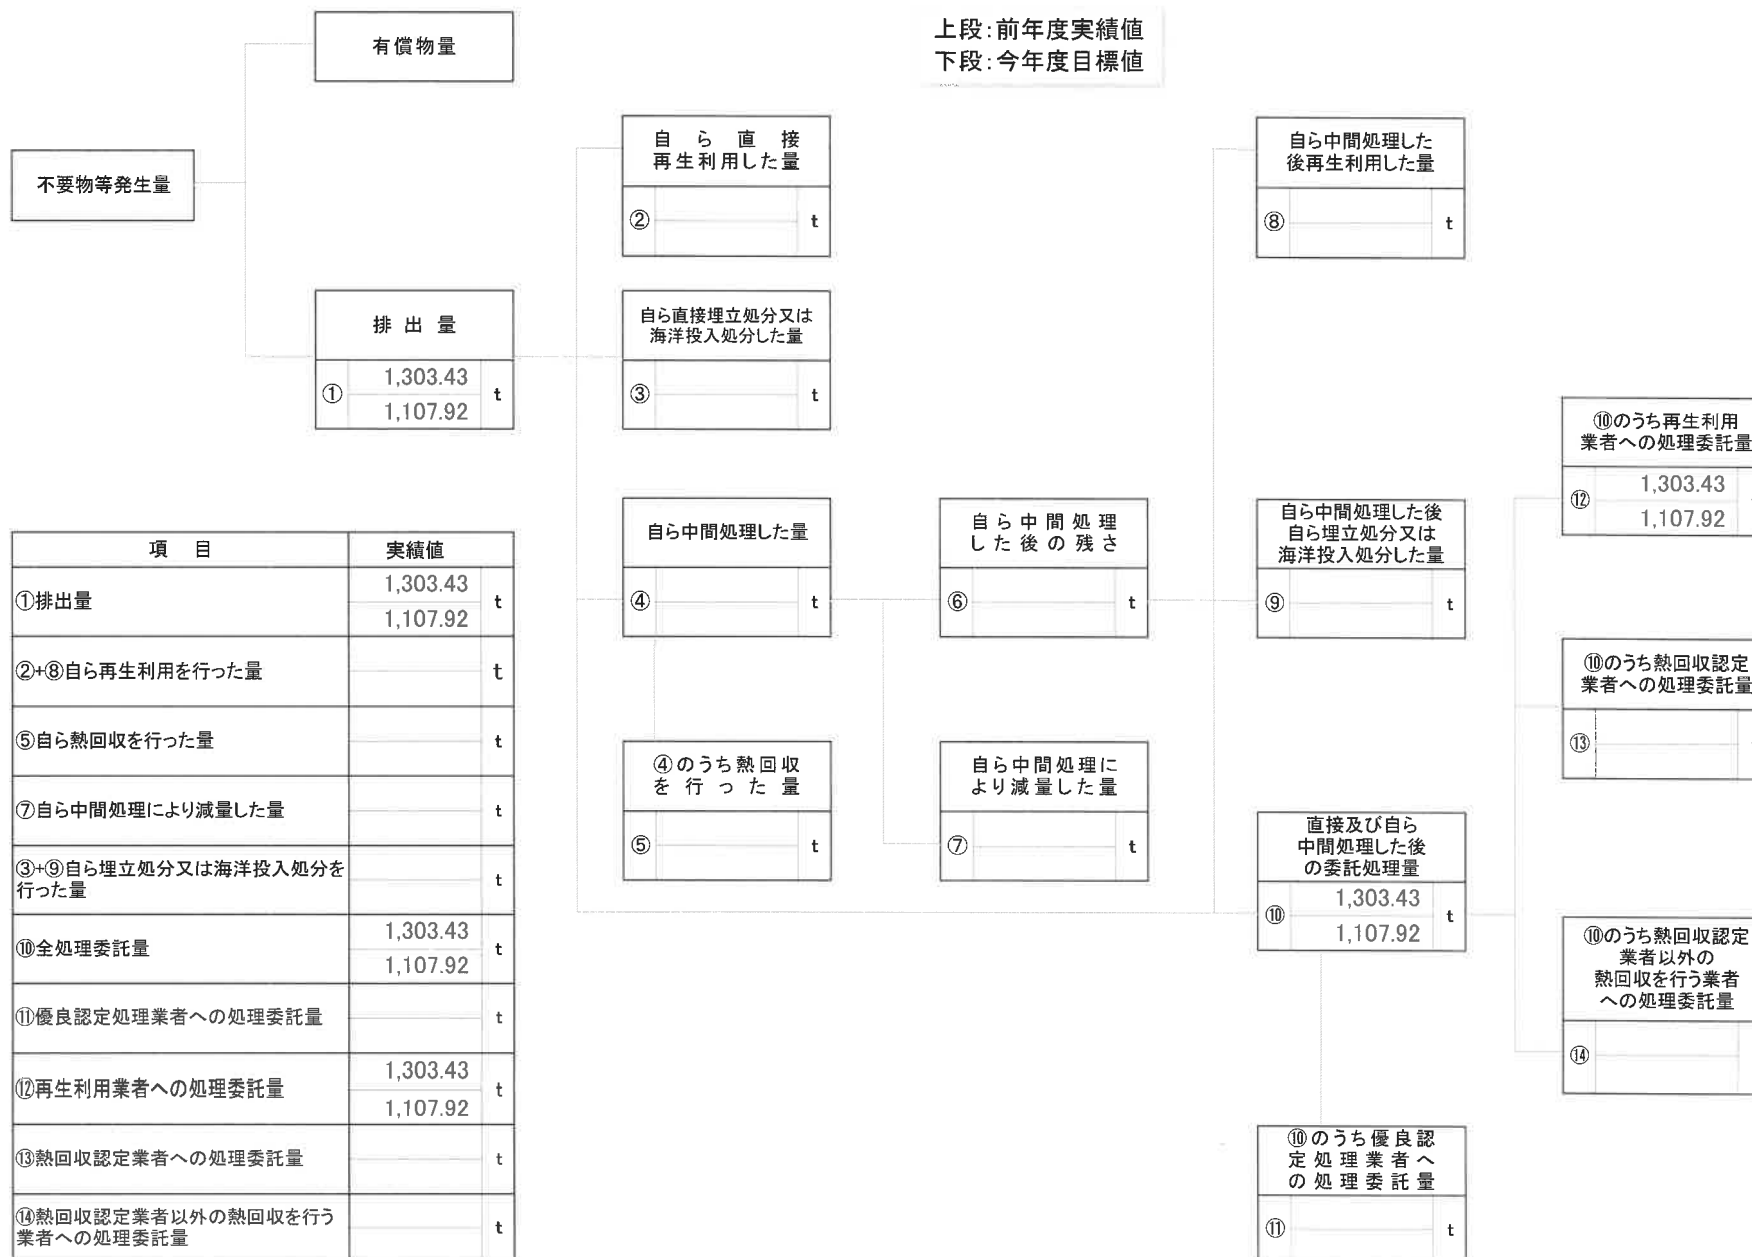 有償物量
上段:前年度実績値
下段:今年度目標値
不要物等発生量
自ら直接
再生利用した量
② t
自ら中間処理した
後再生利用した量
⑧ t
排出量
① 1,303.43 t
1,107.92
自ら直接埋立処分又は
海洋投入処分した量
③ t
⑩のうち再生利用
業者への処理委託量
⑫ 1,303.43
1,107.92
自ら中間処理した量
④ t
自ら中間処理
した後の残さ
⑥ t
自ら中間処理した後
自ら埋立処分又は
海洋投入処分した量
⑨ t
⑩のうち熱回収認定
業者への処理委託量
⑬
④のうち熱回収
を行った量
⑤ t
自ら中間処理に
より減量した量
⑦ t
直接及び自ら
中間処理した後
の委託処理量
⑩ 1,303.43 t
1,107.92
⑩のうち熱回収認定
業者以外の
熱回収を行う業者
への処理委託量
⑭
⑩のうち優良認
定処理業者へ
の処理委託量
⑪ t
項目 実績値
①排出量 1,303.43 t
1,107.92
②+⑧自ら再生利用を行った量 t
⑤自ら熱回収を行った量 t
⑦自ら中間処理により減量した量 t
③+⑨自ら埋立処分又は海洋投入処分を
行った量 t
⑩全処理委託量 1,303.43 t
1,107.92
⑪優良認定処理業者への処理委託量 t
⑫再生利用業者への処理委託量 1,303.43 t
1,107.92
⑬熱回収認定業者への処理委託量 t
⑭熱回収認定業者以外の熱回収を行う
業者への処理委託量 t